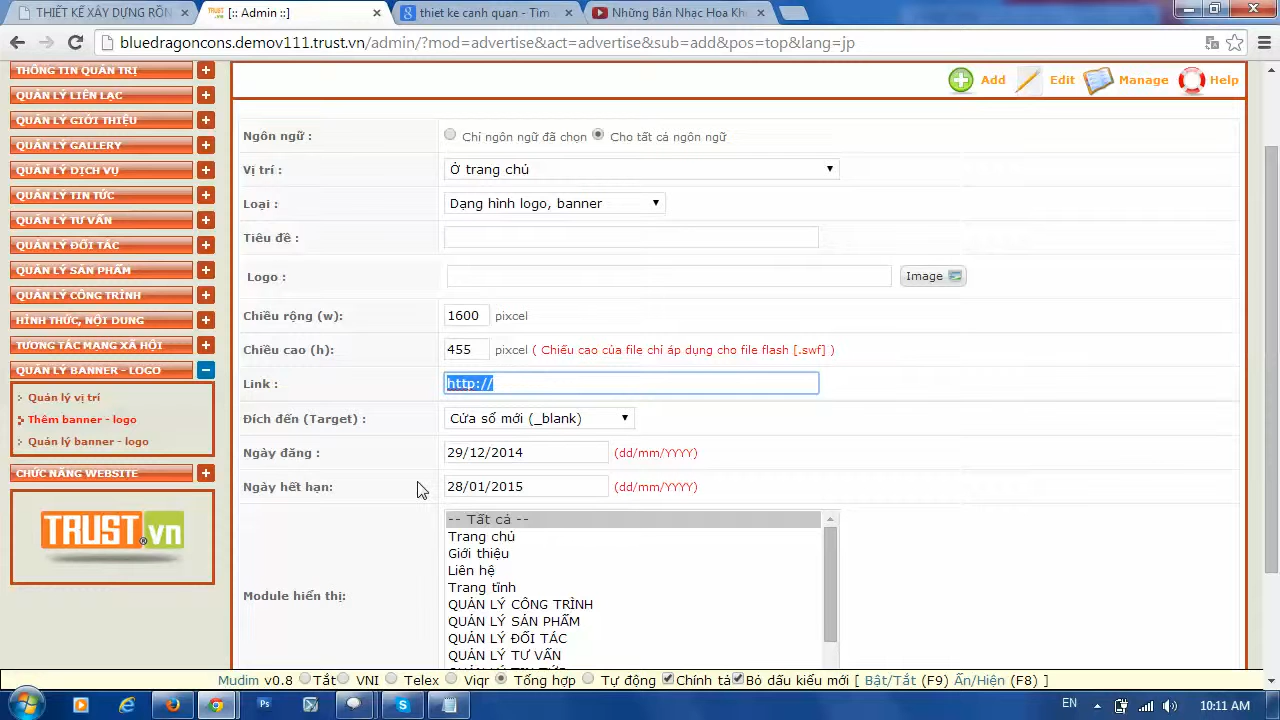 THIẾT KẾ XÂY DỰNG RỒN
[:: Admin ::]
thiet ke canh quan - Tìm
Những Bản Nhạc Hoa Kh
bluedragoncons.demov111.trust.vn/admin/?mod=advertise&act=advertise&sub=add&pos=top&lang=jp
THÔNG TIN QUẢN TRỊ
QUẢN LÝ LIÊN LẠC
QUẢN LÝ GIỚI THIỆU
QUẢN LÝ GALLERY
QUẢN LÝ DỊCH VỤ
QUẢN LÝ TIN TỨC
QUẢN LÝ TƯ VẤN
QUẢN LÝ ĐỐI TÁC
QUẢN LÝ SẢN PHẨM
QUẢN LÝ CÔNG TRÌNH
HÌNH THỨC, NỘI DUNG
TƯƠNG TÁC MẠNG XÃ HỘI
QUẢN LÝ BANNER - LOGO
Quản lý vị trí
Thêm banner - logo
Quản lý banner - logo
CHỨC NĂNG WEBSITE
TRUST®vn
Add Edit Manage Help
Ngôn ngữ : Chỉ ngôn ngữ đã chọn Cho tất cả ngôn ngữ
Vị trí : Ở trang chủ
Loại : Dạng hình logo, banner
Tiêu đề :
Logo : Image
Chiều rộng (w): 1600 pixcel
Chiều cao (h): 455 pixcel ( Chiều cao của file chỉ áp dụng cho file flash [.swf] )
Link : http://
Đích đến (Target) : Cửa sổ mới (_blank)
Ngày đăng : 29/12/2014 (dd/mm/YYYY)
Ngày hết hạn: 28/01/2015 (dd/mm/YYYY)
Module hiển thị:
-- Tất cả --
Trang chủ
Giới thiệu
Liên hệ
Trang tĩnh
QUẢN LÝ CÔNG TRÌNH
QUẢN LÝ SẢN PHẨM
QUẢN LÝ ĐỐI TÁC
QUẢN LÝ TƯ VẤN
QUẢN LÝ TIN TỨC
Mudim v0.8 Tắt VNI Telex Viqr Tổng hợp Tự động Chính tả Bỏ dấu kiểu mới [ Bật/Tắt (F9) Ẩn/Hiện (F8) ]
EN 10:11 AM